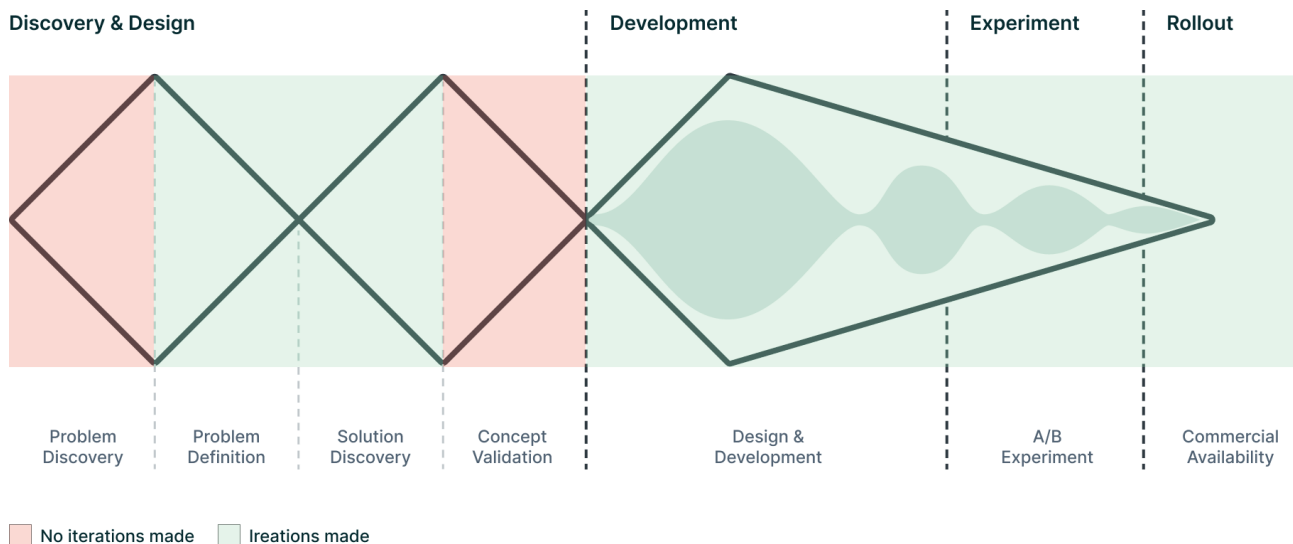 Discovery & Design
Development
Experiment
Rollout
Problem
Discovery
Problem
Definition
Solution
Discovery
Concept
Validation
Design &
Development
A/B
Experiment
Commercial
Availability
No iterations made
Ireations made